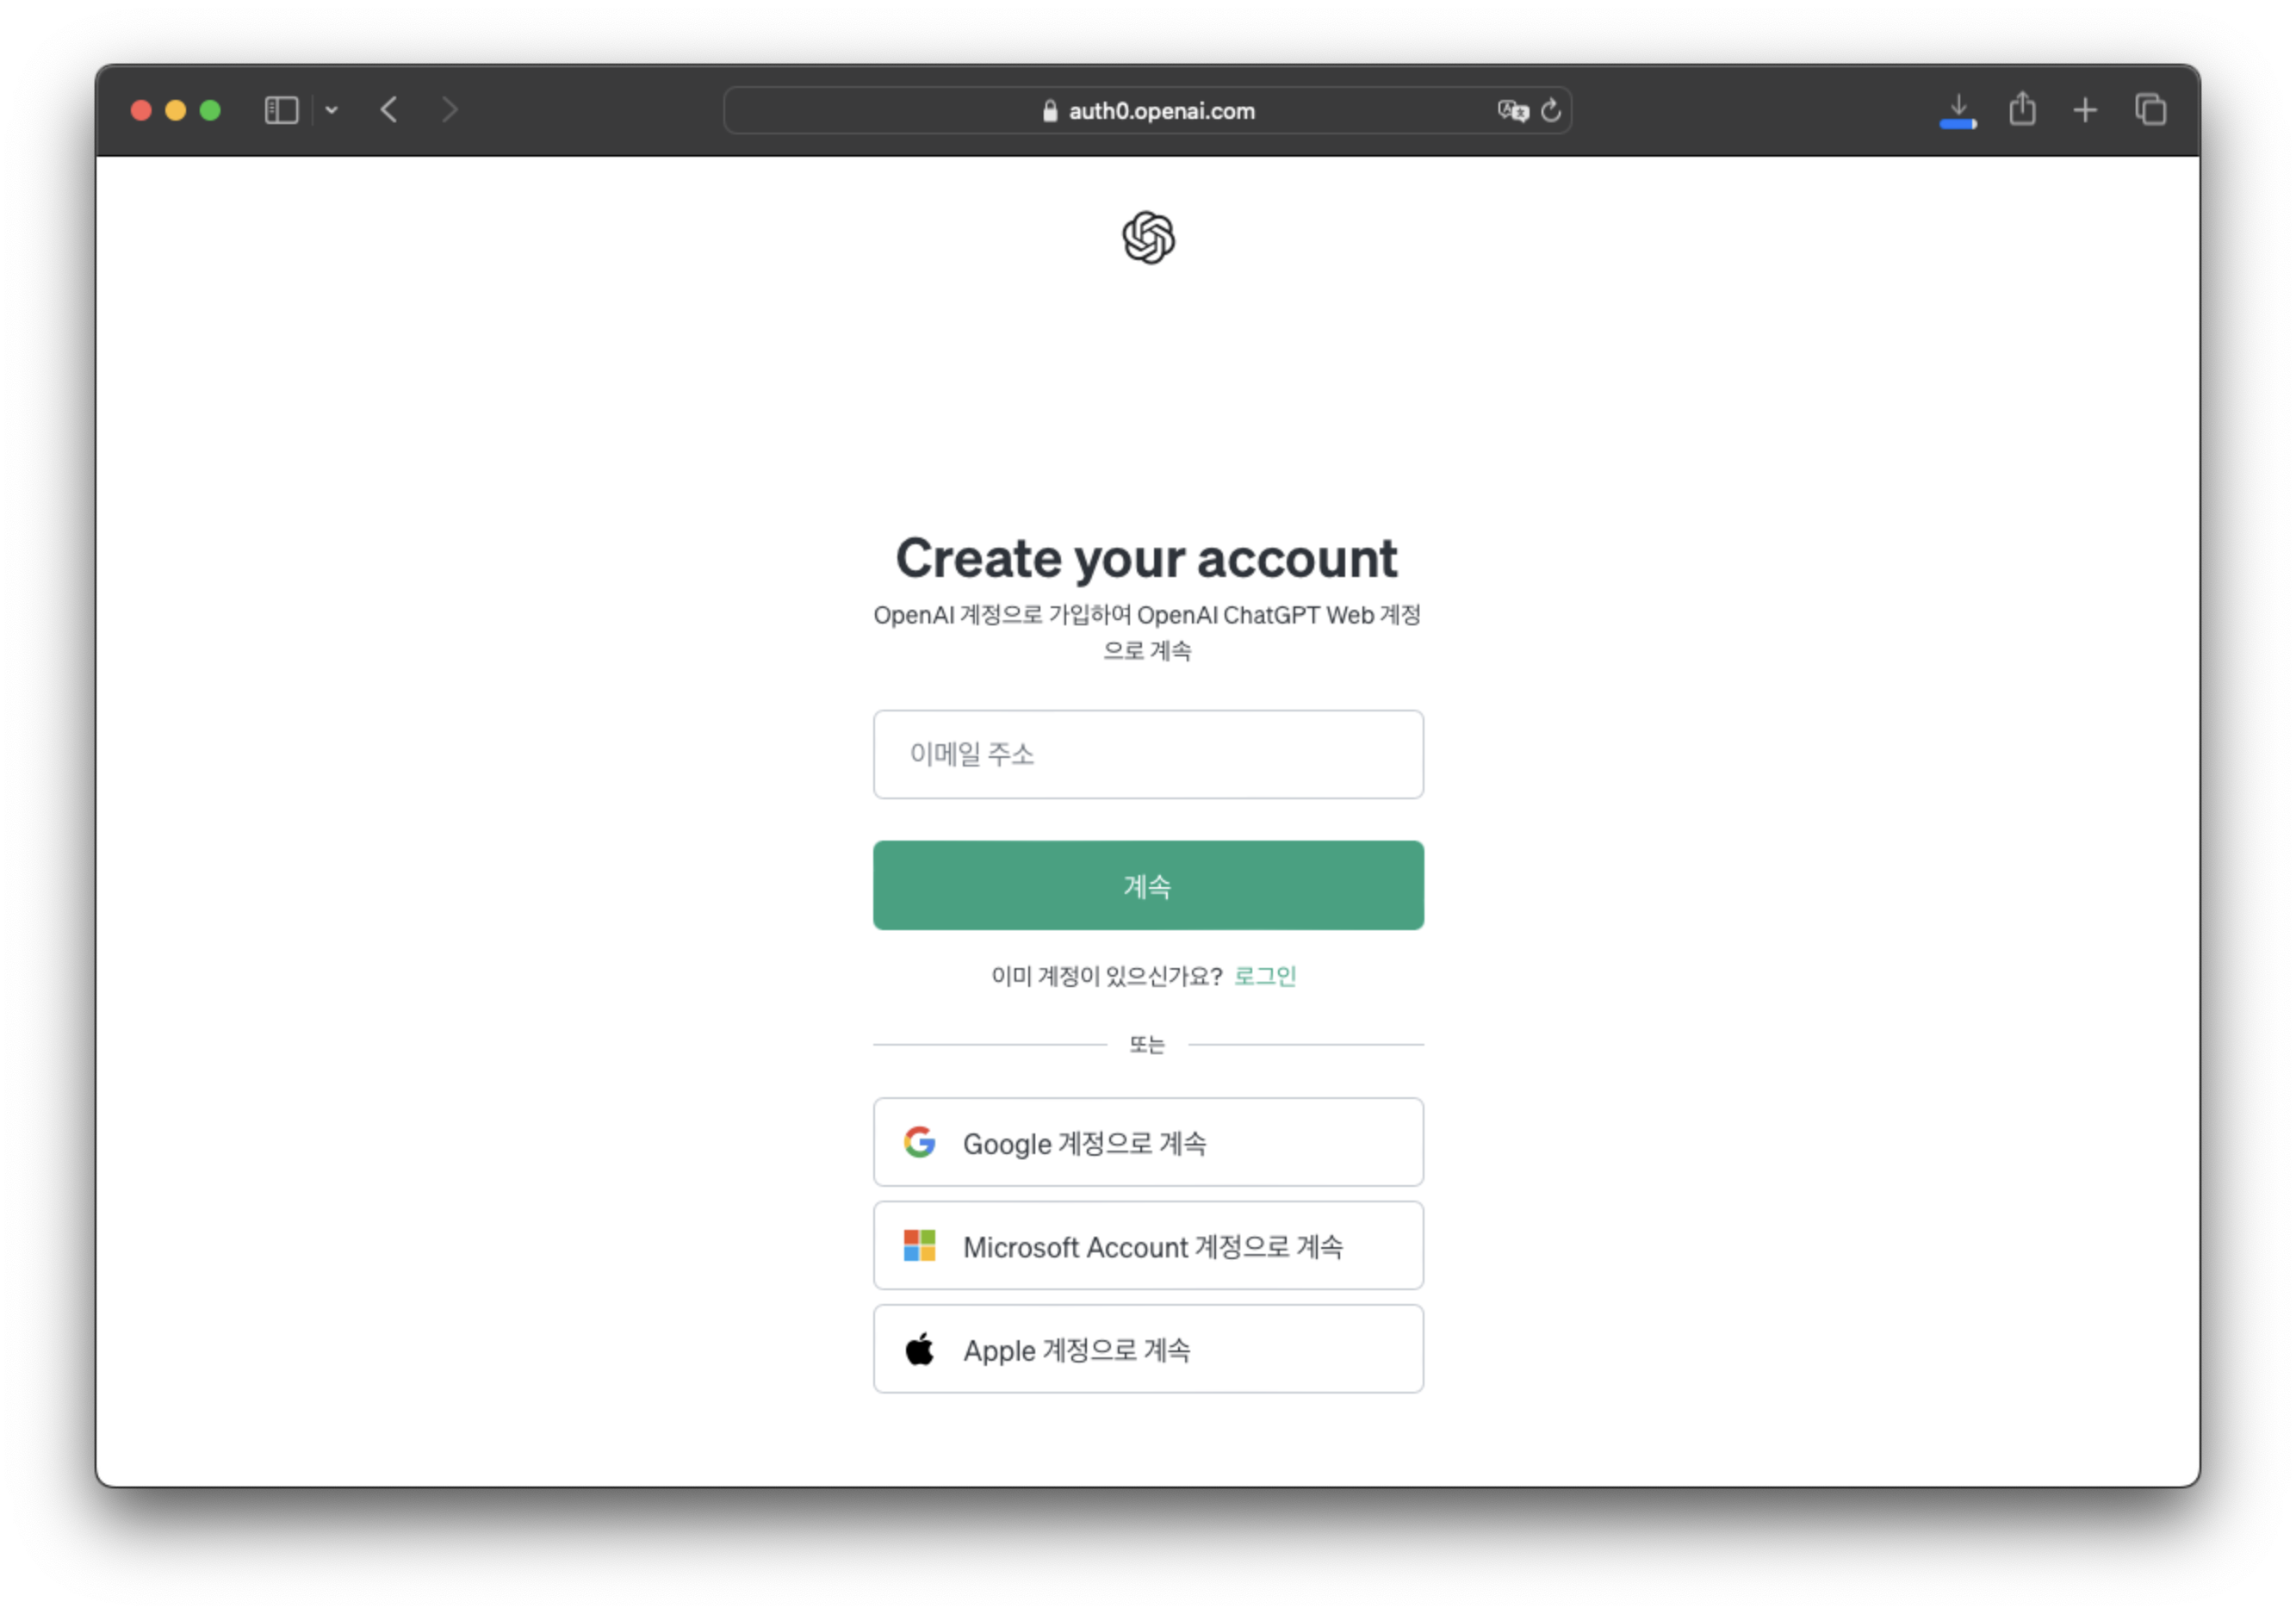 auth0.openai.com
Create your account
OpenAI 계정으로 가입하여 OpenAI ChatGPT Web 계정
으로 계속
이메일 주소
계속
이미 계정이 있으신가요? 로그인
또는
Google 계정으로 계속
Microsoft Account 계정으로 계속
Apple 계정으로 계속